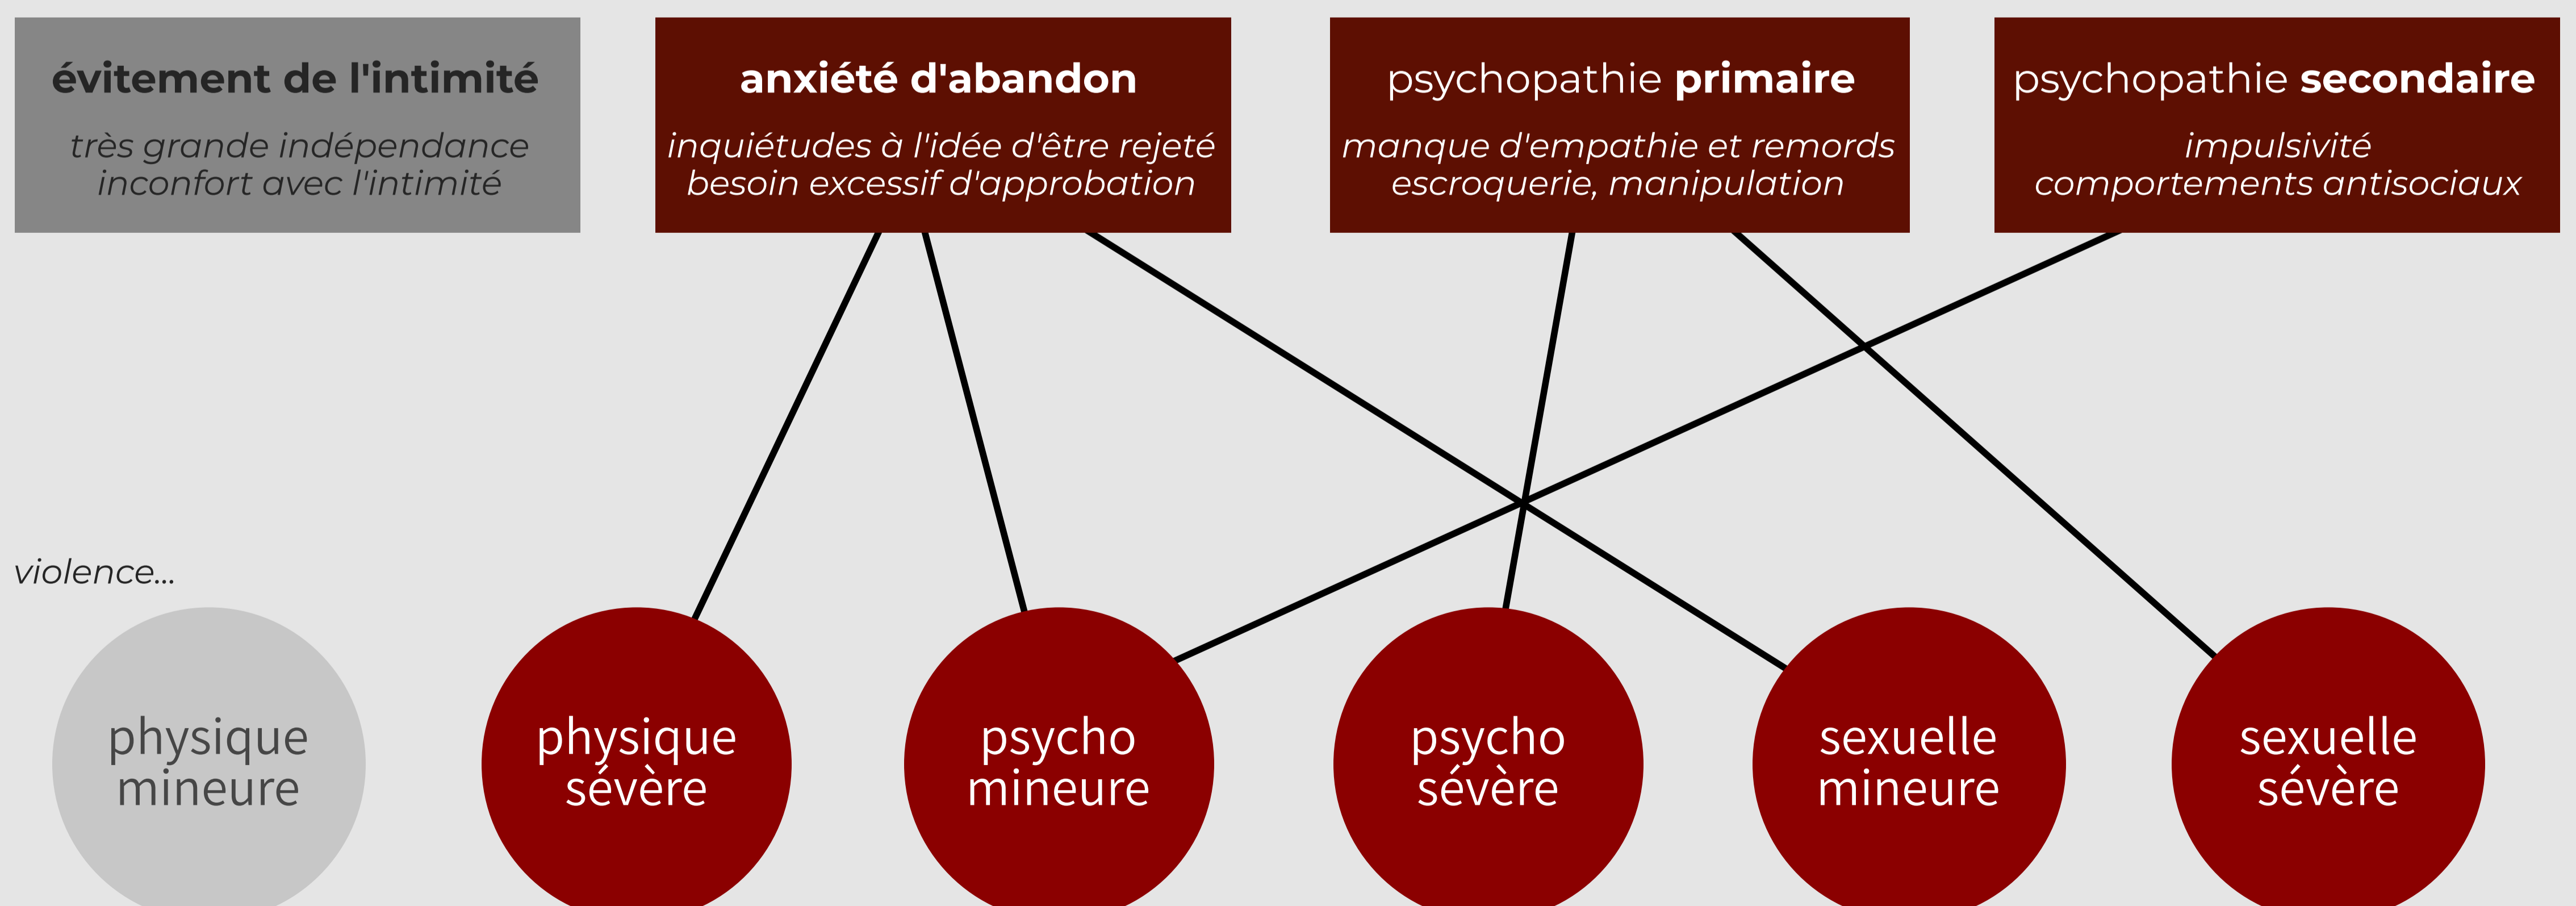 évitement de l'intimité
très grande indépendance
inconfort avec l'intimité
anxiété d'abandon
inquiétudes à l'idée d'être rejeté
besoin excessif d'approbation
psychopathie primaire
manque d'empathie et remords
escroquerie, manipulation
psychopathie secondaire
impulsivité
comportements antisociaux
violence...
physique
mineure
physique
sévère
psycho
mineure
psycho
sévère
sexuelle
mineure
sexuelle
sévère